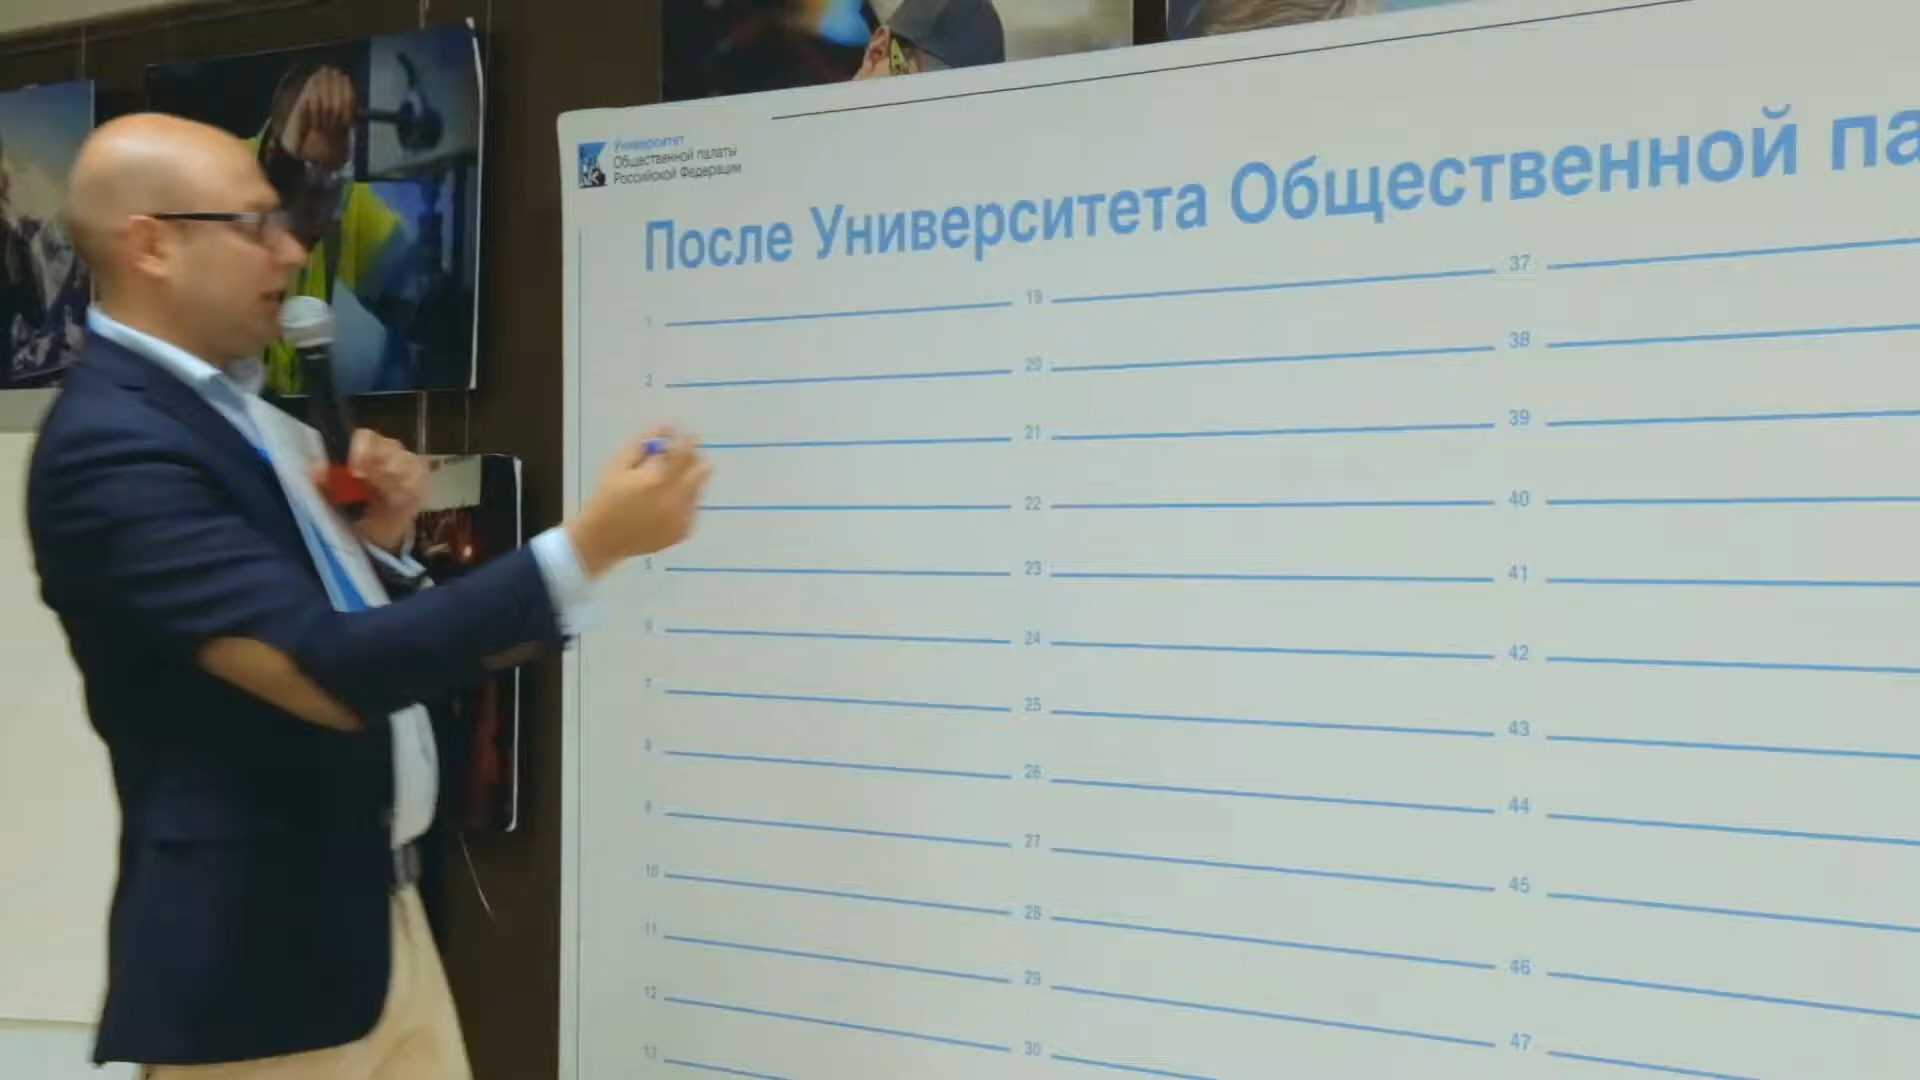 Университет
Общественной палаты
Российской Федерации
После Университета Общественной па
1 19 37
2 20 38
21 39
22 40
5 23 41
6 24 42
7 25 43
8 26 44
9 27 45
10 28 46
11 29 47
12 30
13